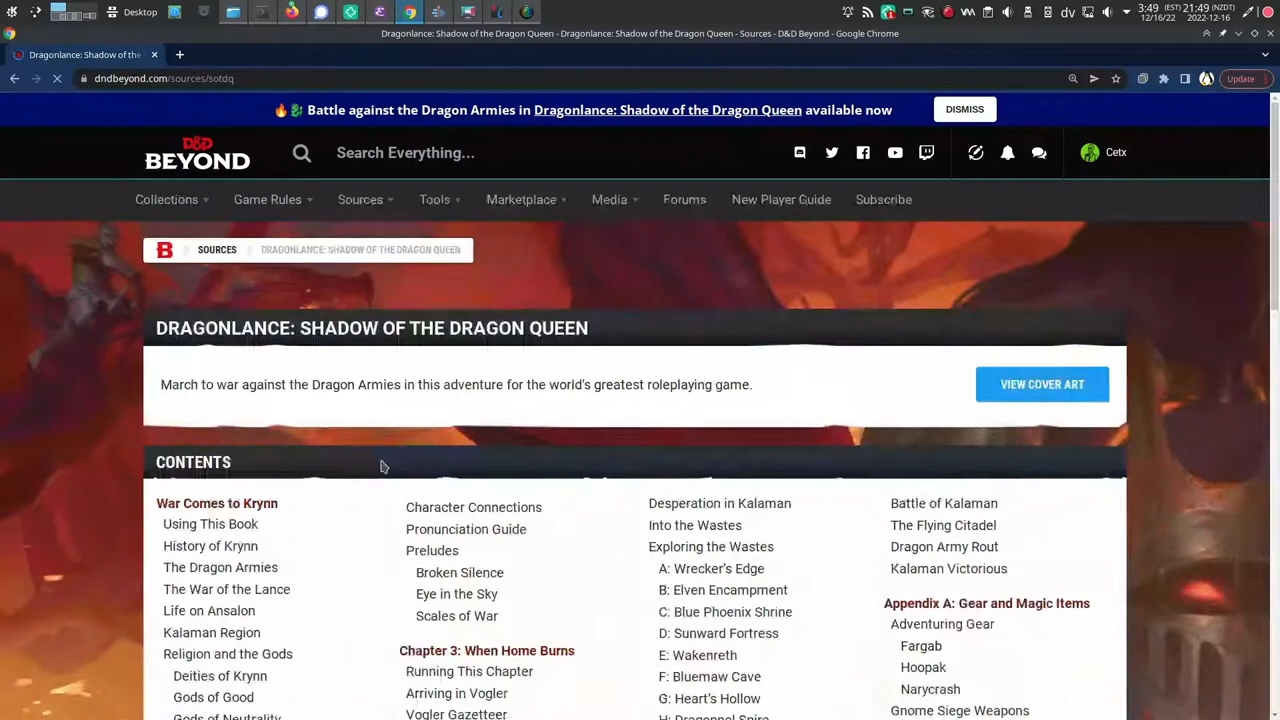 Desktop
dv
3:49 (EST) 21:49 (NZDT)
12/16/22 2022-12-16
Dragonlance: Shadow of the Dragon Queen - Dragonlance: Shadow of the Dragon Queen - Sources - D&D Beyond - Google Chrome
Dragonlance: Shadow of the
dndbeyond.com/sources/sotdq
Update
Battle against the Dragon Armies in Dragonlance: Shadow of the Dragon Queen available now
DISMISS
D&D
BEYOND
Search Everything...
Cetx
Collections
Game Rules
Sources
Tools
Marketplace
Media
Forums
New Player Guide
Subscribe
B
SOURCES
DRAGONLANCE: SHADOW OF THE DRAGON QUEEN
DRAGONLANCE: SHADOW OF THE DRAGON QUEEN
March to war against the Dragon Armies in this adventure for the world's greatest roleplaying game.
VIEW COVER ART
CONTENTS
War Comes to Krynn
Using This Book
History of Krynn
The Dragon Armies
The War of the Lance
Life on Ansalon
Kalaman Region
Religion and the Gods
Deities of Krynn
Gods of Good
Gods of Neutrality
Character Connections
Pronunciation Guide
Preludes
Broken Silence
Eye in the Sky
Scales of War
Chapter 3: When Home Burns
Running This Chapter
Arriving in Vogler
Vogler Gazetteer
Desperation in Kalaman
Into the Wastes
Exploring the Wastes
A: Wrecker's Edge
B: Elven Encampment
C: Blue Phoenix Shrine
D: Sunward Fortress
E: Wakenreth
F: Bluemaw Cave
G: Heart's Hollow
H: Dragonnel Spire
Battle of Kalaman
The Flying Citadel
Dragon Army Rout
Kalaman Victorious
Appendix A: Gear and Magic Items
Adventuring Gear
Fargab
Hoopak
Narycrash
Gnome Siege Weapons